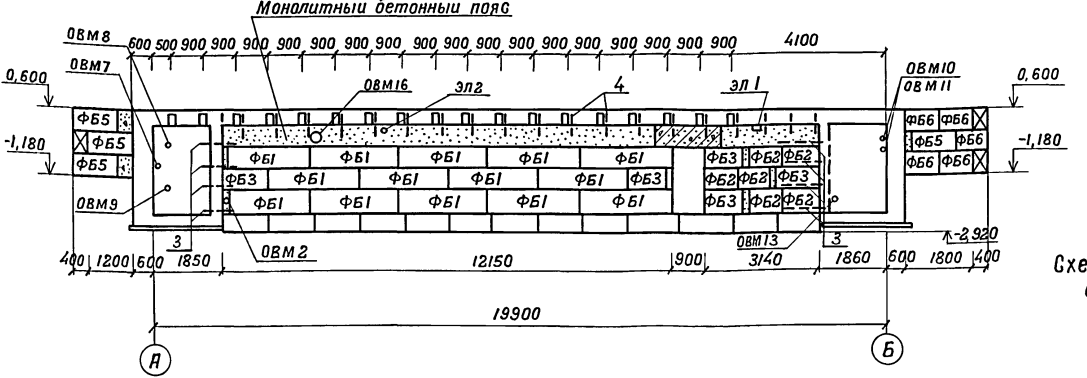 Монолитный бетонный пояс
ОВМ8
600 500 900 900 900 900 900 900 900 900 900 900 900 900 900 900 900 900 900 4100
ОВМ7 ОВМ16 ЭЛ2 4 ЭЛ1 ОВМ10
ОВМ11
0,600 0,600
ФБ5 ФБ6 ФБ6
-1,180 ФБ5 ФБ1 ФБ1 ФБ1 ФБ1 ФБ1 ФБ3 ФБ2 ФБ2 ФБ5 ФБ6 -1,180
ФБ5 ФБ3 ФБ1 ФБ1 ФБ1 ФБ1 ФБ3 ФБ2 ФБ2 ФБ3 ФБ6 ФБ6
ОВМ9 ФБ1 ФБ1 ФБ1 ФБ1 ФБ1 ФБ3 ФБ2 ФБ2
3 ОВМ2 ОВМ13 3 -2,920
400 1200 600 1850 12150 900 3140 1860 600 1800 400
Схе
19900
А Б